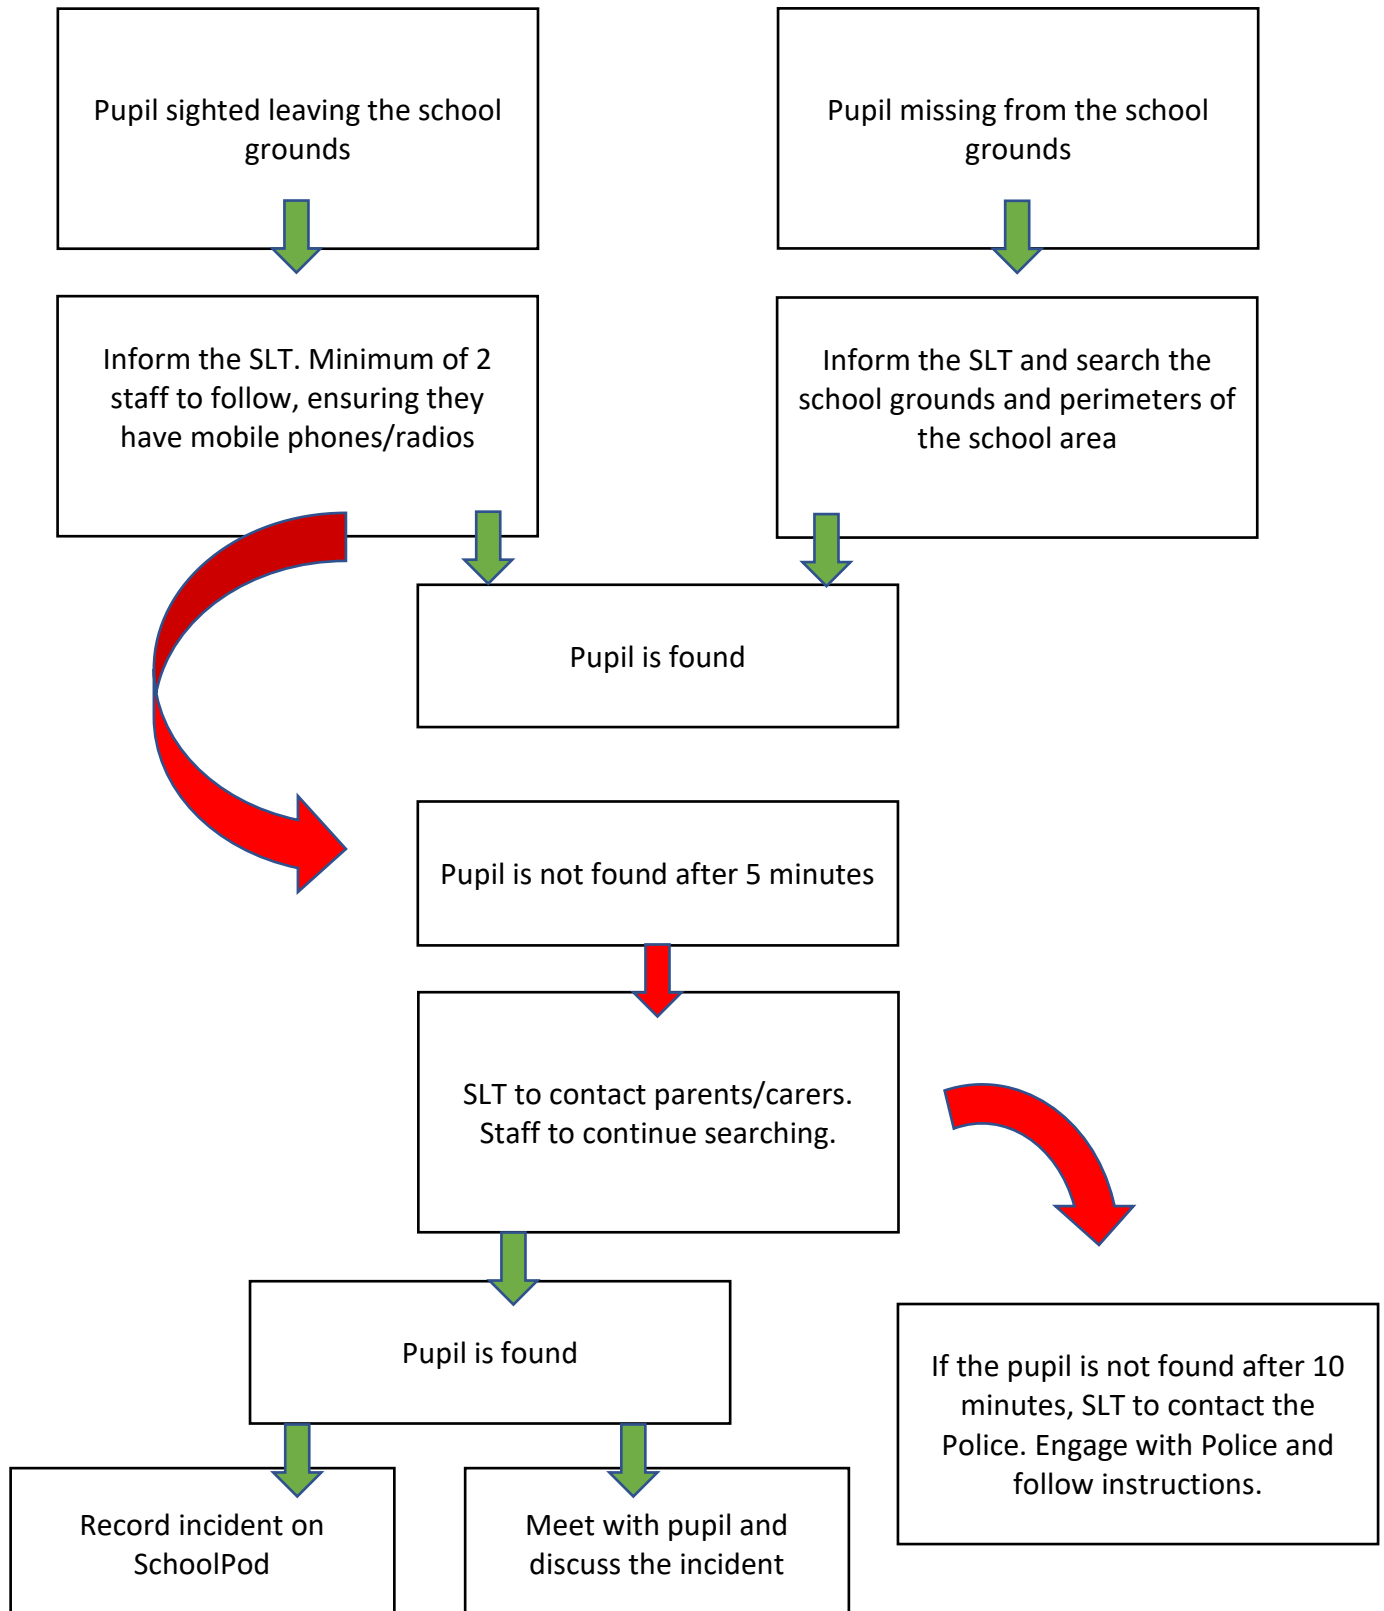 Pupil sighted leaving the school
grounds
Pupil missing from the school
grounds
Inform the SLT. Minimum of 2
staff to follow, ensuring they
have mobile phones/radios
Inform the SLT and search the
school grounds and perimeters of
the school area
Pupil is found
Pupil is not found after 5 minutes
SLT to contact parents/carers.
Staff to continue searching.
Pupil is found
If the pupil is not found after 10
minutes, SLT to contact the
Police. Engage with Police and
follow instructions.
Record incident on
SchoolPod
Meet with pupil and
discuss the incident